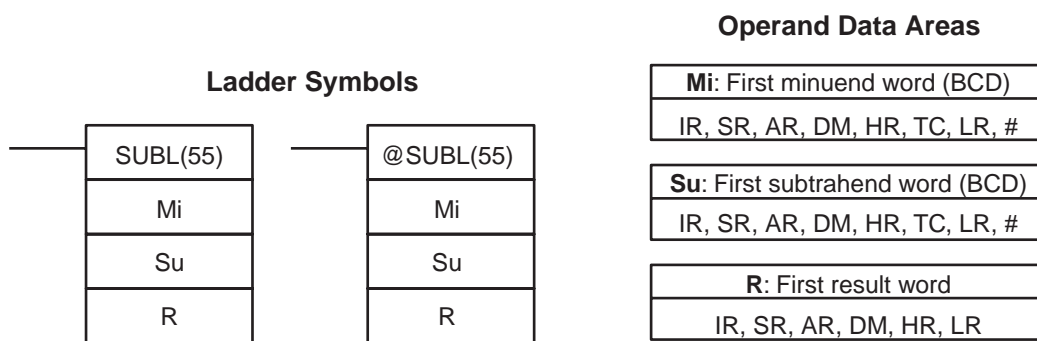 Ladder Symbols
SUBL(55)
Mi
Su
R
@SUBL(55)
Mi
Su
R
Operand Data Areas
Mi: First minuend word (BCD)
IR, SR, AR, DM, HR, TC, LR, #
Su: First subtrahend word (BCD)
IR, SR, AR, DM, HR, TC, LR, #
R: First result word
IR, SR, AR, DM, HR, LR